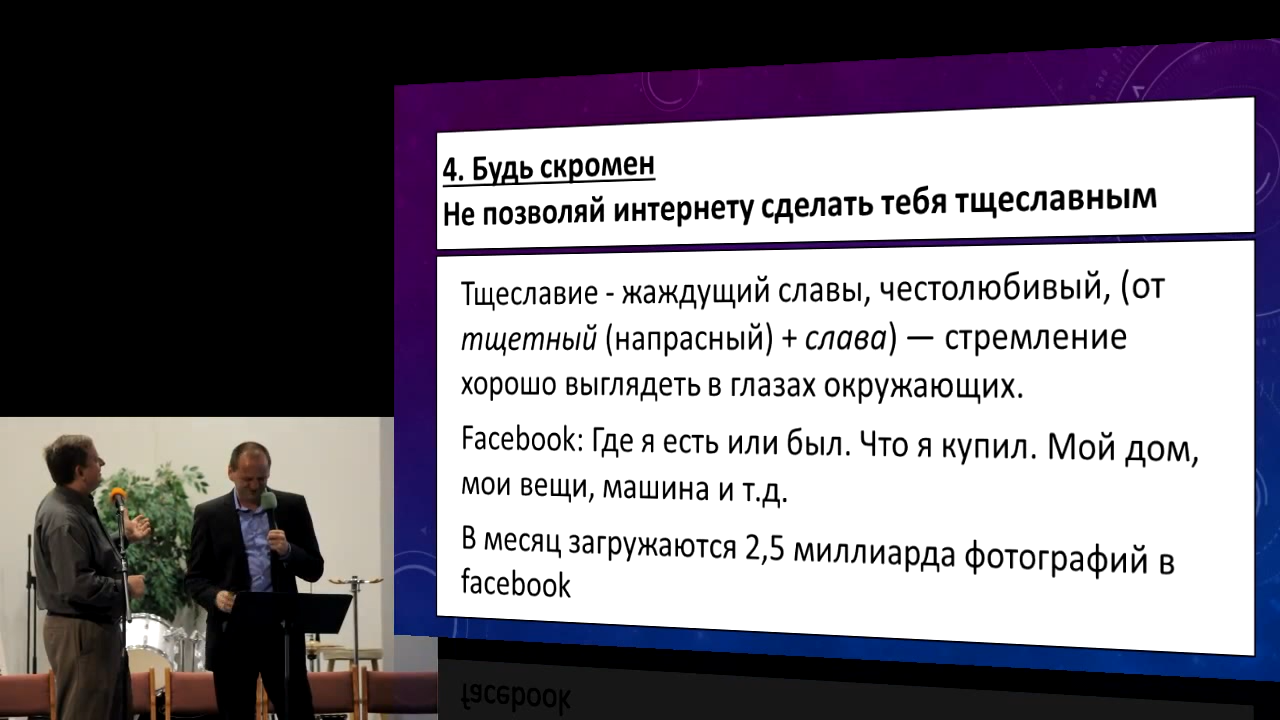 4. Будь скромен
Не позволяй интернету сделать тебя тщеславным
Тщеславие - жаждущий славы, честолюбивый, (от
тщетный (напрасный) + слава) — стремление
хорошо выглядеть в глазах окружающих.
Facebook: Где я есть или был. Что я купил. Мой дом,
мои вещи, машина и т.д.
В месяц загружаются 2,5 миллиарда фотографий в
facebook